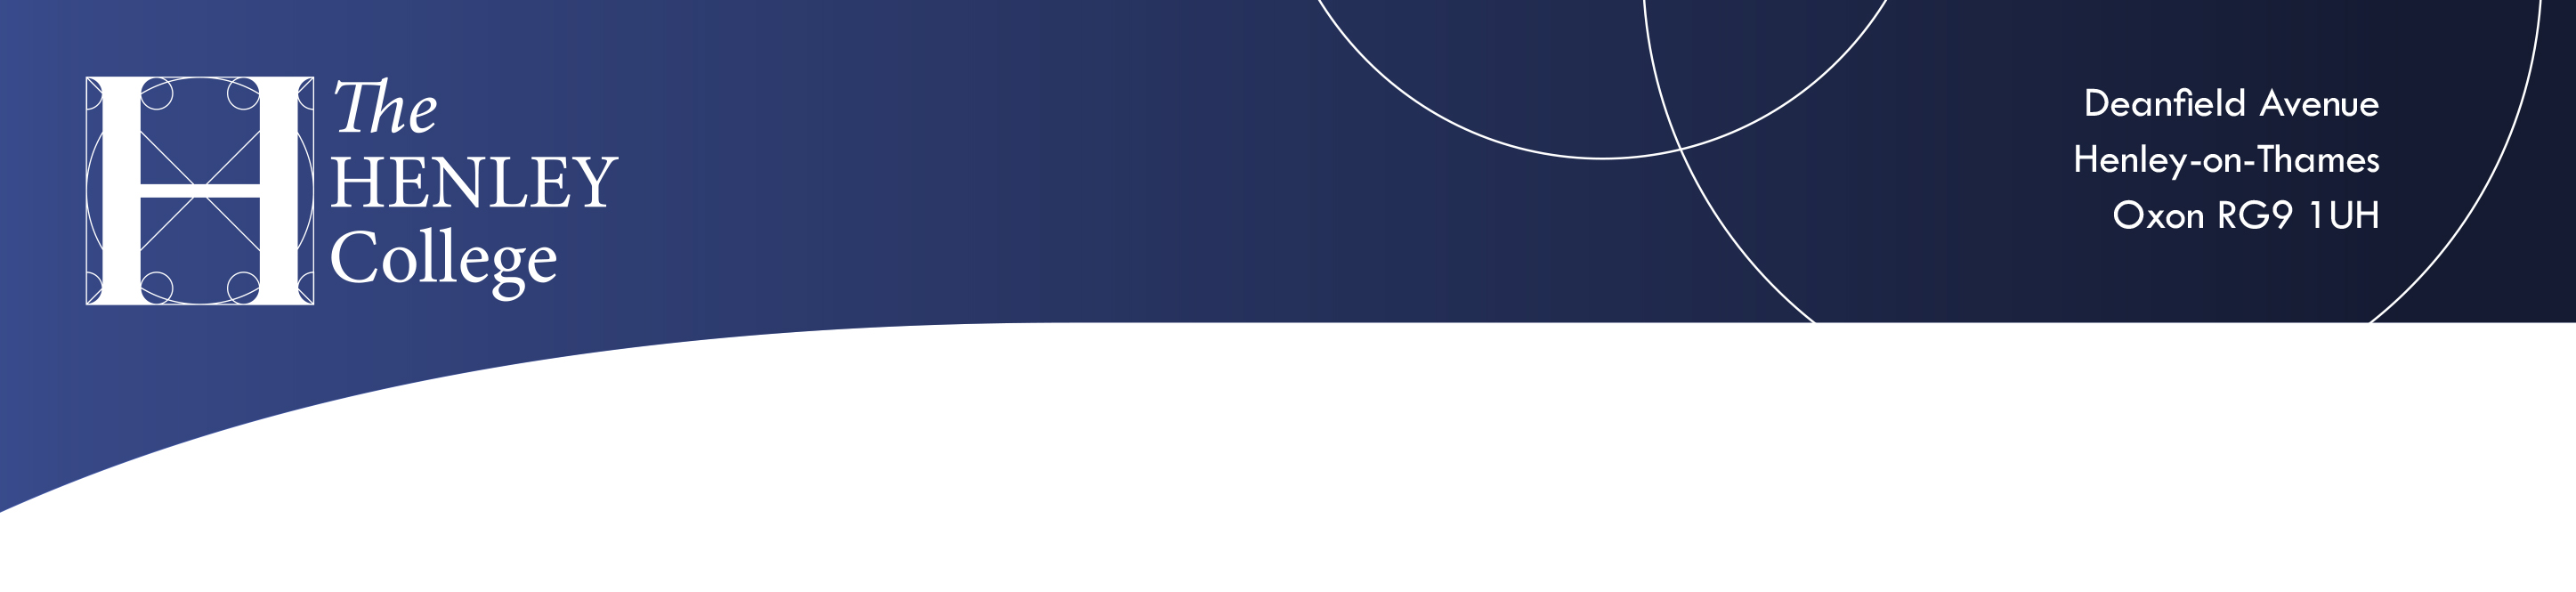 The
HENLEY
College
Deanfield Avenue
Henley-on-Thames
Oxon RG9 1UH